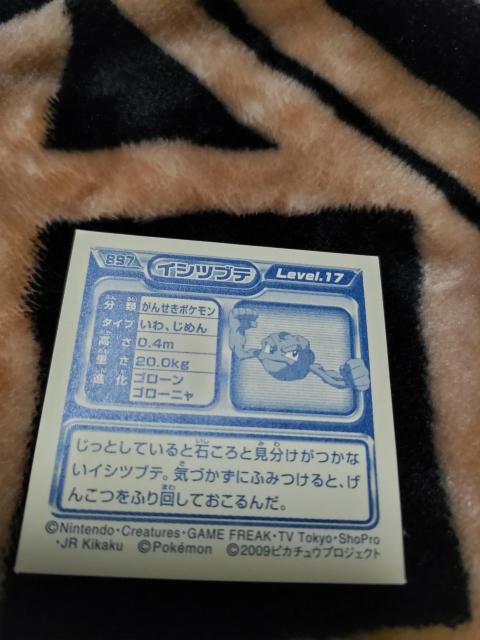 897 イシツブテ Level.17
分類 がんせきポケモン
タイプ いわ、じめん
高さ 0.4m
重さ 20.0kg
進化 ゴローン
ゴローニャ
じっとしていると石ころと見分けがつかな
いイシツブテ。気づかずにふみつけると、げ
んこつをふり回しておこるんだ。
©Nintendo・Creatures・GAME FREAK・TV Tokyo・ShoPro
・JR Kikaku ©Pokémon ©2009ピカチュウプロジェクト